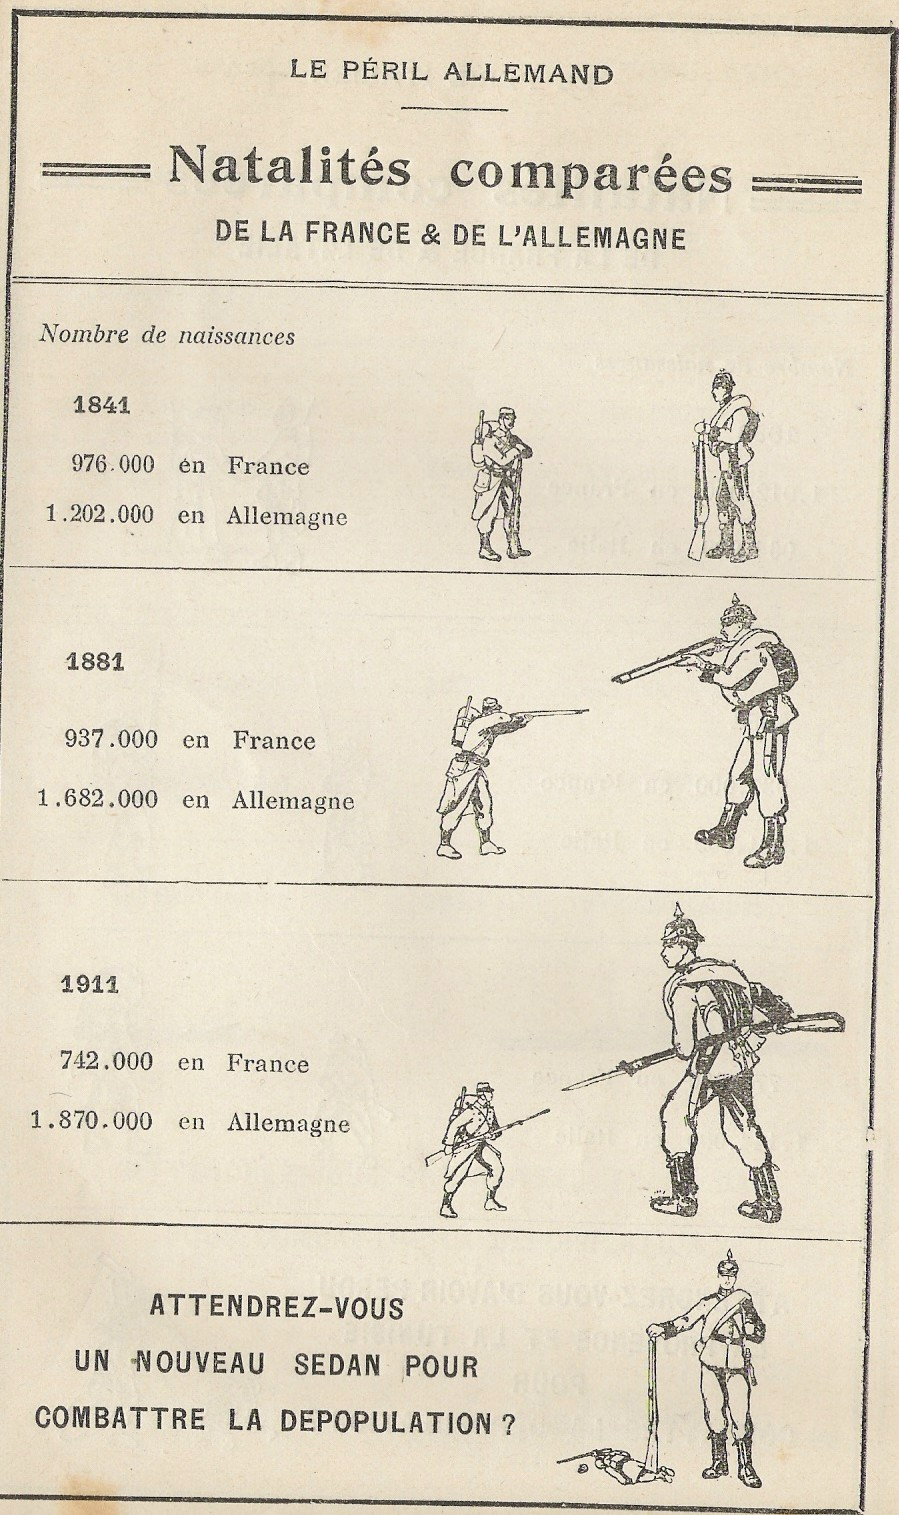 LE PÉRIL ALLEMAND
Natalités comparées
DE LA FRANCE & DE L'ALLEMAGNE
Nombre de naissances
1841
976.000 en France
1.202.000 en Allemagne
1881
937.000 en France
1.682.000 en Allemagne
1911
742.000 en France
1.870.000 en Allemagne
ATTENDREZ-VOUS
UN NOUVEAU SEDAN POUR
COMBATTRE LA DEPOPULATION ?